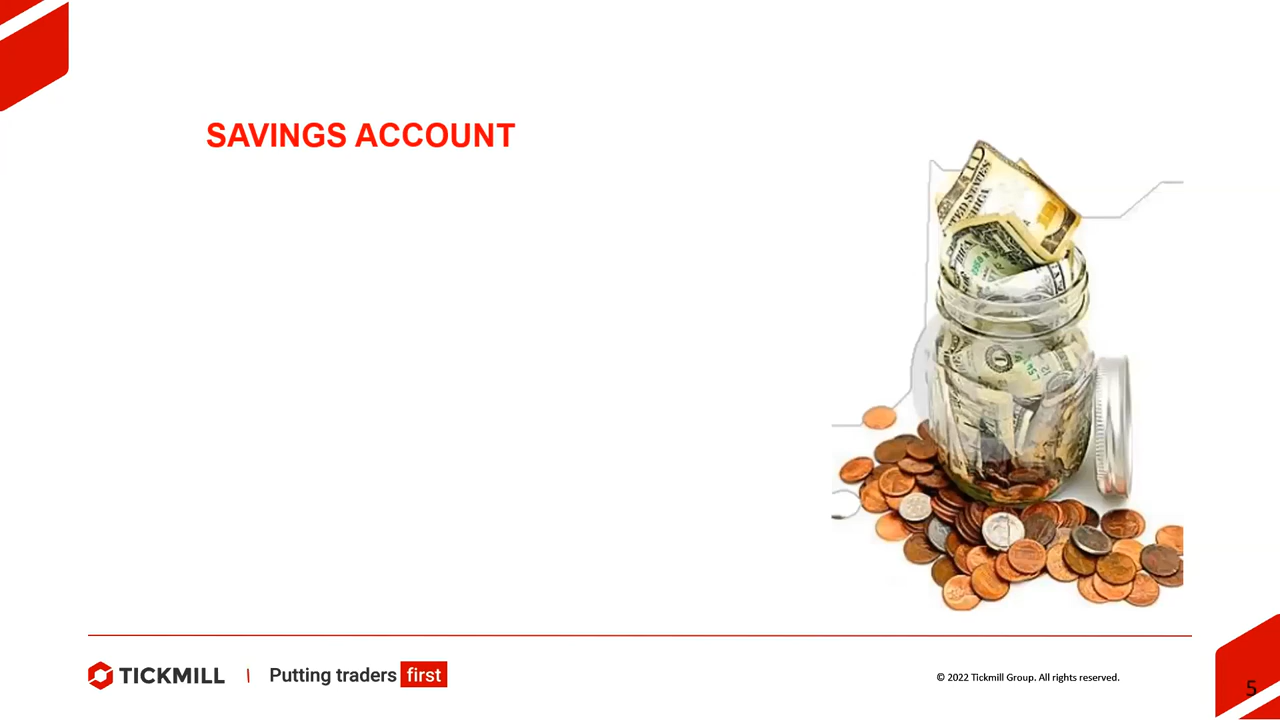 SAVINGS ACCOUNT
TICKMILL | Putting traders first
© 2022 Tickmill Group. All rights reserved.
5